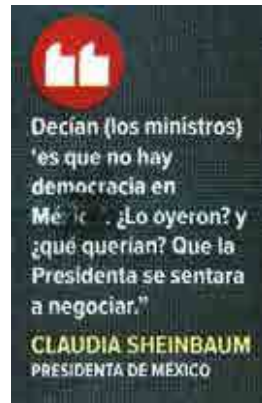 Decían (los ministros)
'es que no hay
democracia en
¿Lo oyeron? y
¿qué querían? Que la
Presidenta se sentara
a negociar."
CLAUDIA SHEINBAUM
PRESIDENTA DE MÉXICO